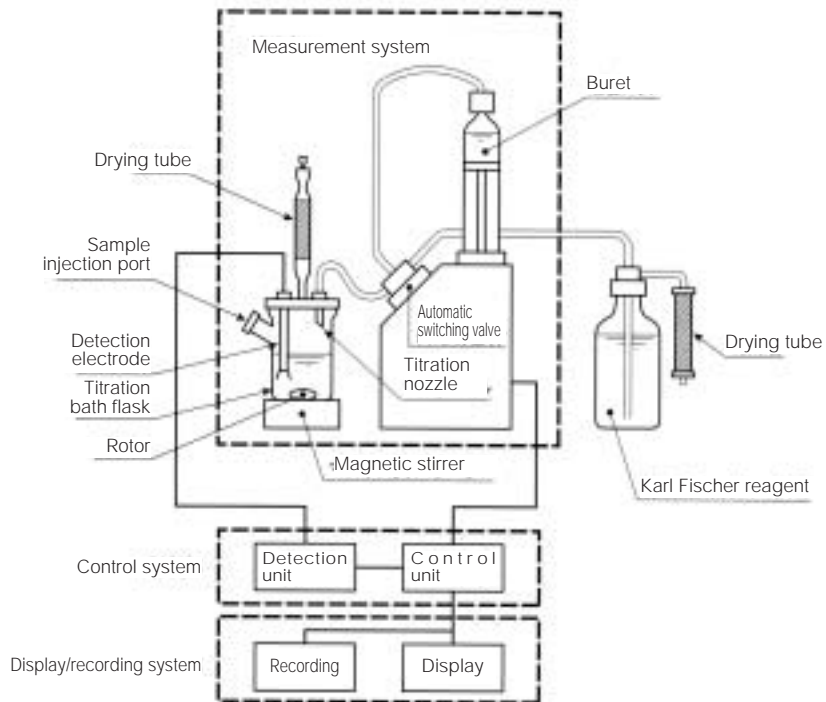 Measurement system
Buret
Drying tube
Sample
injection port
Automatic
switching valve
Detection
electrode
Titration
nozzle
Drying tube
Titration
bath flask
Rotor
Magnetic stirrer
Karl Fischer reagent
Control system
Detection
unit
Control
unit
Display/recording system
Recording
Display